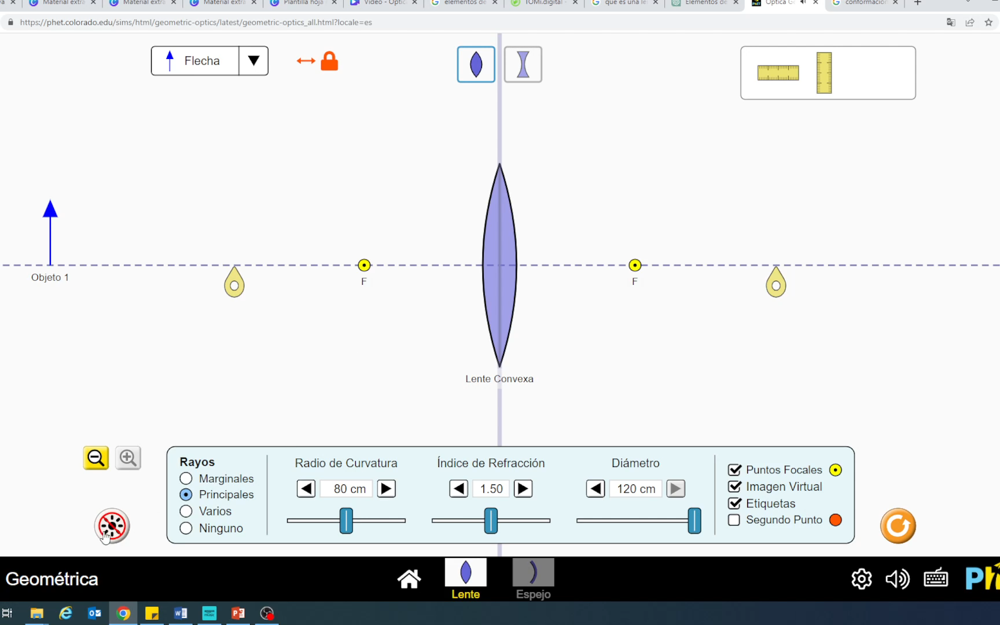 Material extra
Material extra
Material extra
Plantilla hoja
Video - Optic
elementos de
TOMi.digital -
que es una le
Elementos de
Óptica Ge
conformación
https://phet.colorado.edu/sims/html/geometric-optics/latest/geometric-optics_all.html?locale=es
Flecha
Objeto 1
F
F
Lente Convexa
Rayos
Marginales
Principales
Varios
Ninguno
Radio de Curvatura
80 cm
Índice de Refracción
1.50
Diámetro
120 cm
Puntos Focales
Imagen Virtual
Etiquetas
Segundo Punto
Geométrica
Lente
Espejo